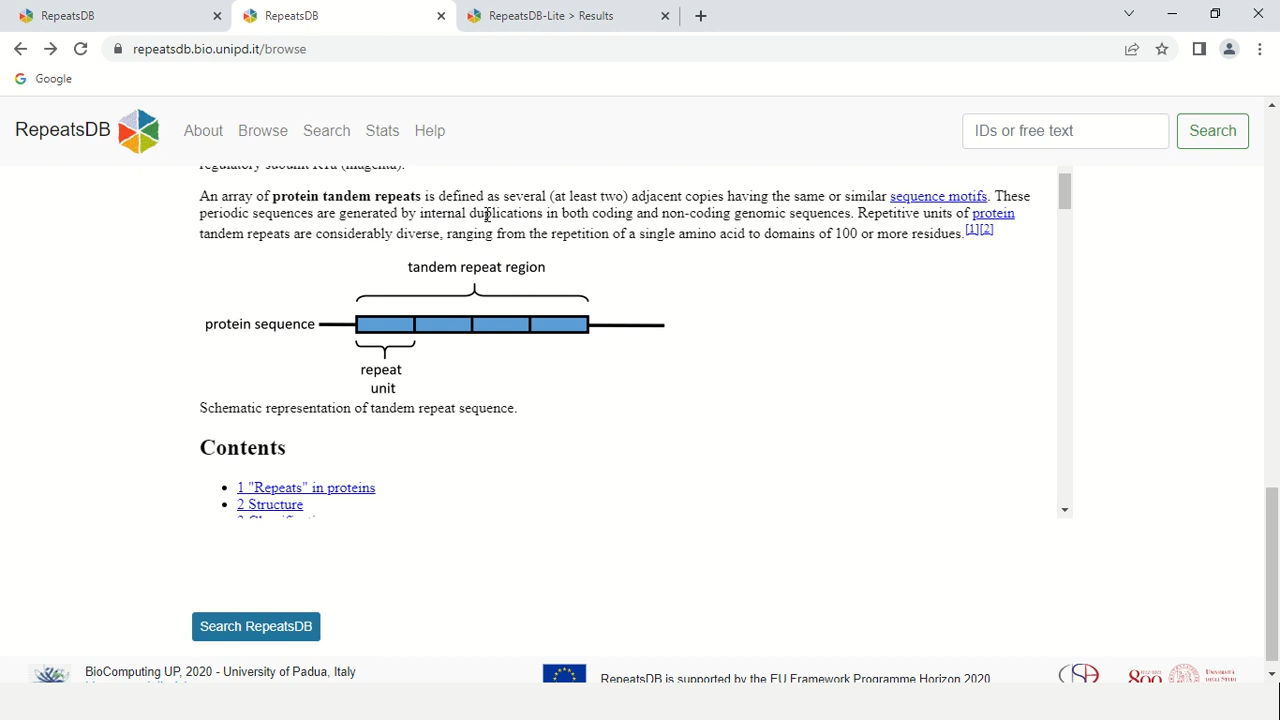 RepeatsDB
RepeatsDB
RepeatsDB-Lite > Results
repeatsdb.bio.unipd.it/browse
Google
RepeatsDB
About
Browse
Search
Stats
Help
IDs or free text
Search
regulatory subunit R1a (magenta).
An array of protein tandem repeats is defined as several (at least two) adjacent copies having the same or similar sequence motifs. These
periodic sequences are generated by internal duplications in both coding and non-coding genomic sequences. Repetitive units of protein
tandem repeats are considerably diverse, ranging from the repetition of a single amino acid to domains of 100 or more residues.[1][2]
tandem repeat region
protein sequence
repeat
unit
Schematic representation of tandem repeat sequence.
Contents
1 "Repeats" in proteins
2 Structure
Search RepeatsDB
BioComputing UP, 2020 - University of Padua, Italy
RepeatsDB is supported by the EU Framework Programme Horizon 2020
800